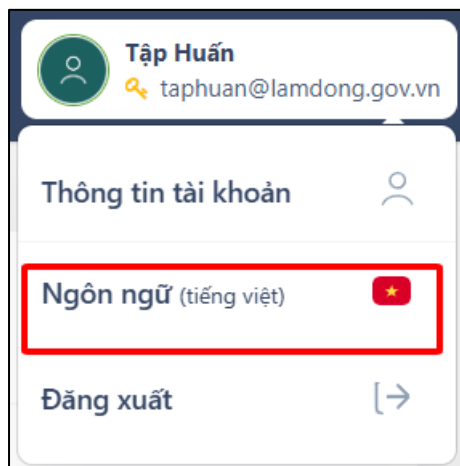 Tập Huấn
taphuan@lamdong.gov.vn
Thông tin tài khoản
Ngôn ngữ (tiếng việt)
Đăng xuất